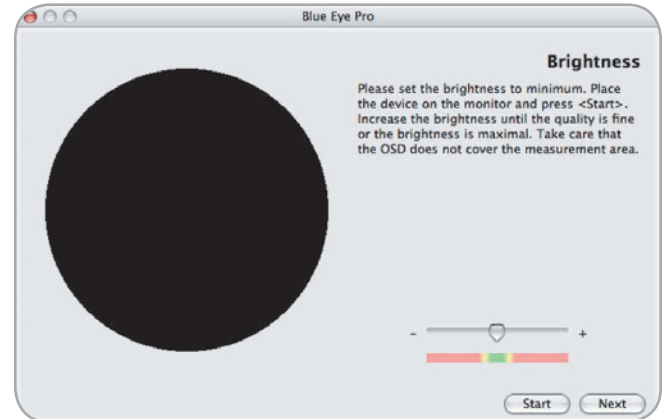 Blue Eye Pro
Brightness
Please set the brightness to minimum. Place
the device on the monitor and press <Start>.
Increase the brightness until the quality is fine
or the brightness is maximal. Take care that
the OSD does not cover the measurement area.
- +
Start Next